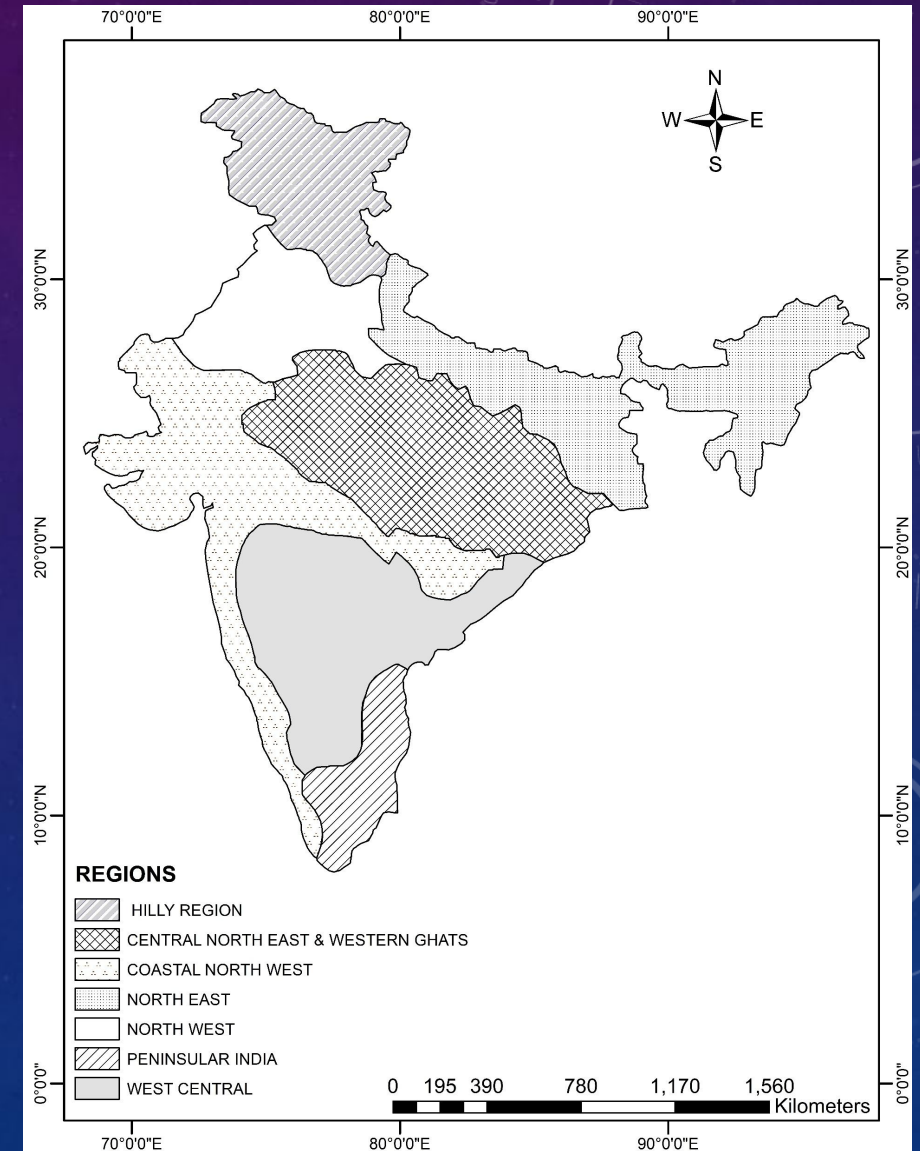 70°0'0"E 80°0'0"E 90°0'0"E
N
W E
S
30°0'0"N 30°0'0"N
20°0'0"N 20°0'0"N
10°0'0"N 10°0'0"N
0°0'0" 0°0'0"
REGIONS
HILLY REGION
CENTRAL NORTH EAST & WESTERN GHATS
COASTAL NORTH WEST
NORTH EAST
NORTH WEST
PENINSULAR INDIA
WEST CENTRAL
0 195 390 780 1,170 1,560
Kilometers
70°0'0"E 80°0'0"E 90°0'0"E